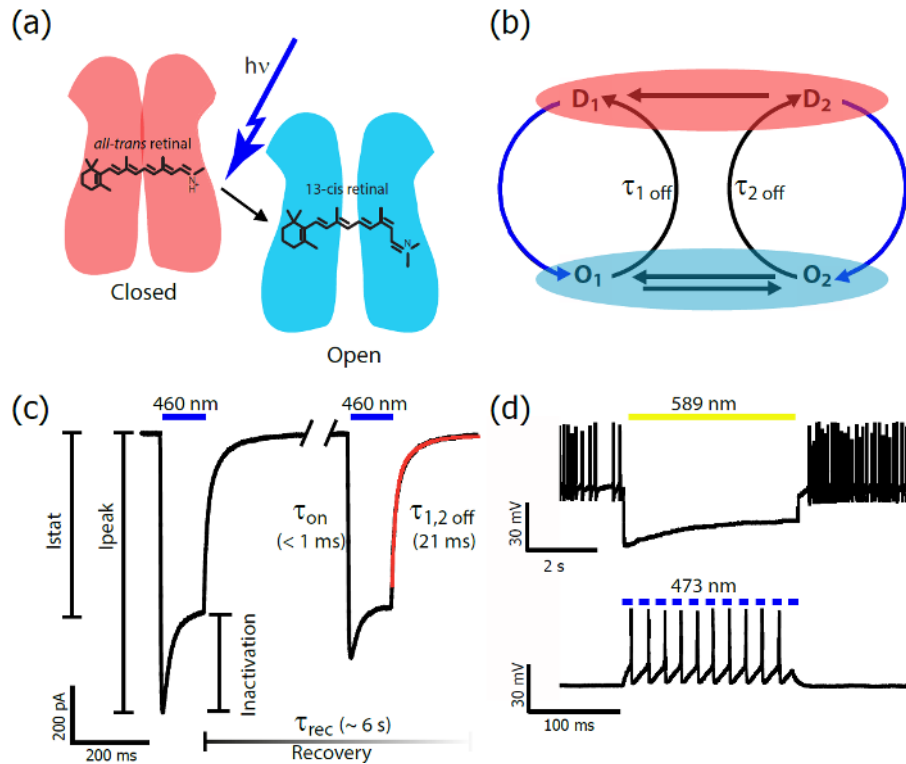 (a)
hν
all-trans retinal
N
H
+
Closed
13-cis retinal
N
+
Open
(b)
D1
D2
τ1 off
τ2 off
O1
O2
(c)
460 nm
460 nm
Istat
Ipeak
Inactivation
τon
(< 1 ms)
τ1,2 off
(21 ms)
200 pA
200 ms
τrec (~ 6 s)
Recovery
(d)
589 nm
30 mV
2 s
473 nm
30 mV
100 ms